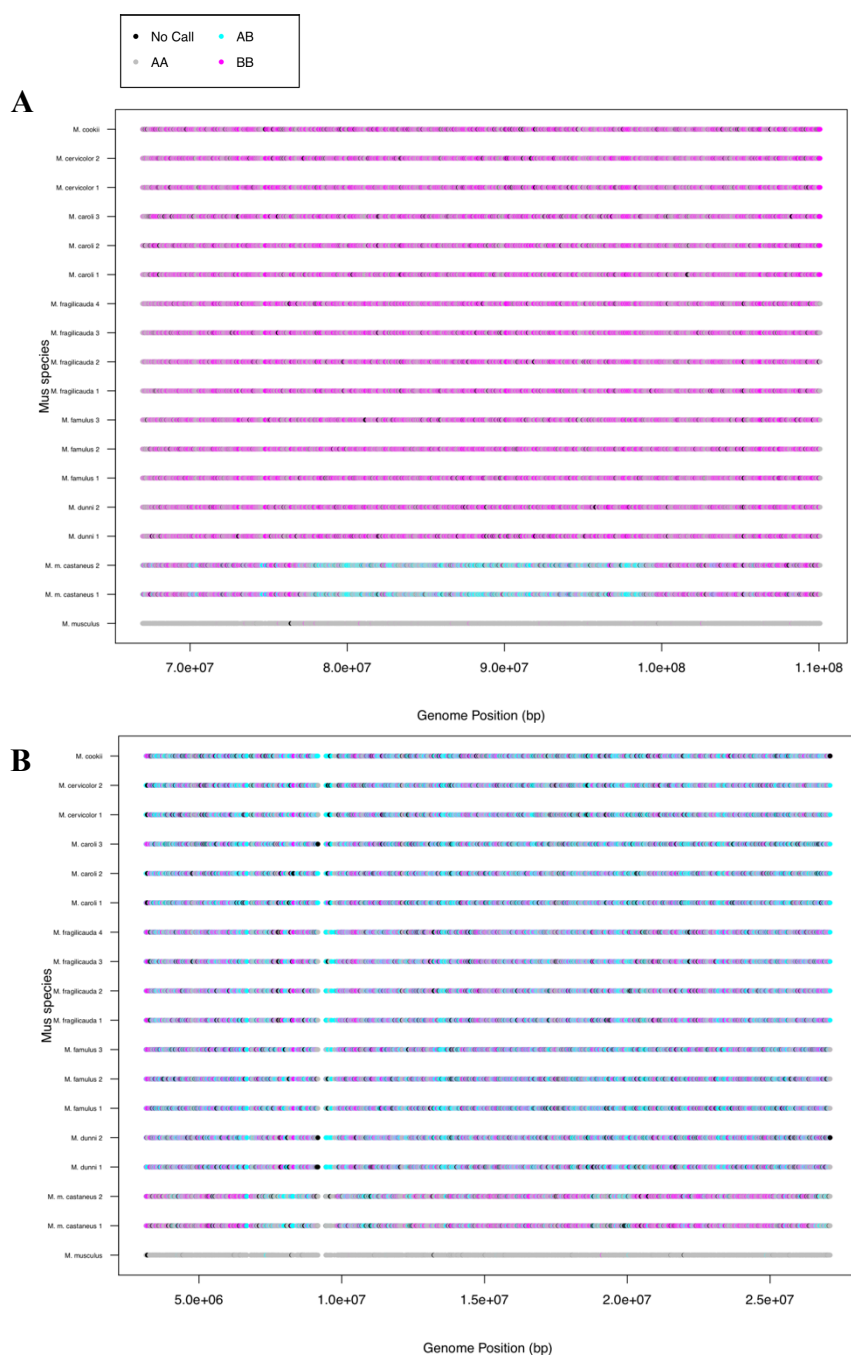 No Call
AB
AA
BB
A
M. cookii
M. cervicolor 2
M. cervicolor 1
M. caroli 3
M. caroli 2
M. caroli 1
M. fragilicauda 4
M. fragilicauda 3
M. fragilicauda 2
M. fragilicauda 1
M. famulus 3
M. famulus 2
M. famulus 1
M. dunni 2
M. dunni 1
M. m. castaneus 2
M. m. castaneus 1
M. musculus
Mus species
7.0e+07 8.0e+07 9.0e+07 1.0e+08 1.1e+08
Genome Position (bp)
B
M. cookii
M. cervicolor 2
M. cervicolor 1
M. caroli 3
M. caroli 2
M. caroli 1
M. fragilicauda 4
M. fragilicauda 3
M. fragilicauda 2
M. fragilicauda 1
M. famulus 3
M. famulus 2
M. famulus 1
M. dunni 2
M. dunni 1
M. m. castaneus 2
M. m. castaneus 1
M. musculus
Mus species
5.0e+06 1.0e+07 1.5e+07 2.0e+07 2.5e+07
Genome Position (bp)